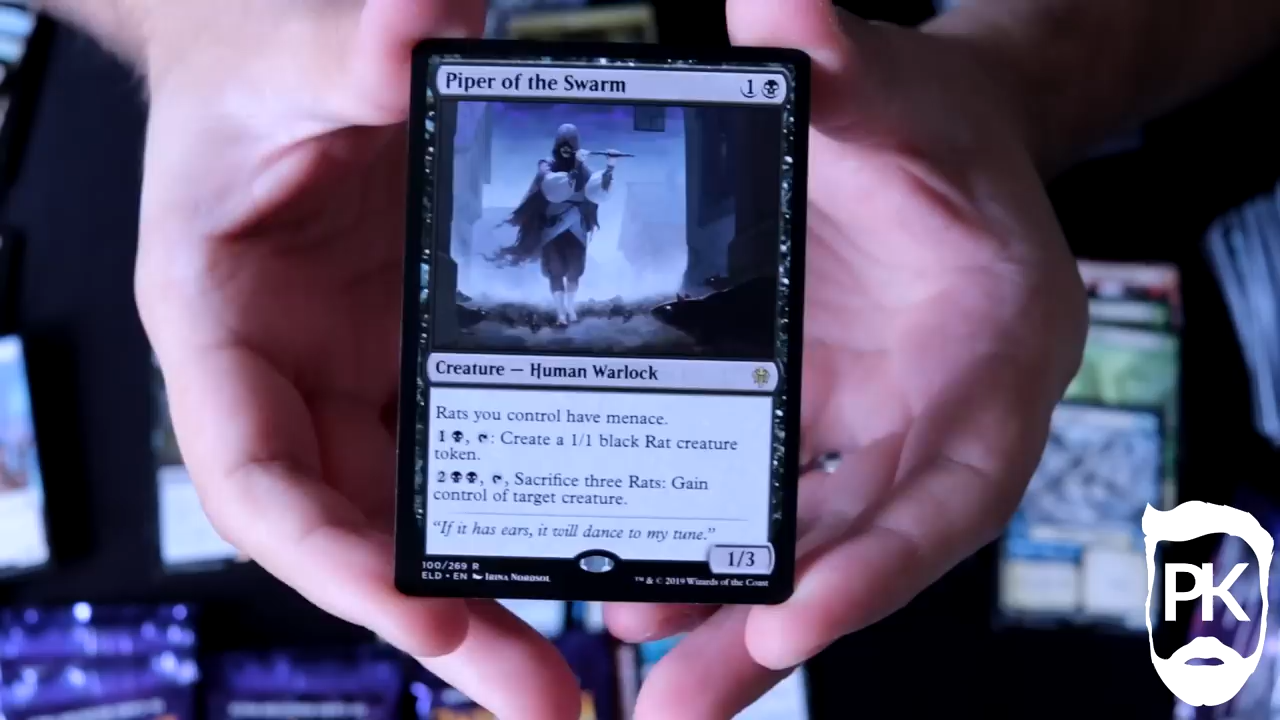 Piper of the Swarm 1
Creature — Human Warlock
Rats you control have menace.
1 , : Create a 1/1 black Rat creature
token.
2 , , Sacrifice three Rats: Gain
control of target creature.
"If it has ears, it will dance to my tune."
1/3
100/269 R
ELD • EN Irina Nordsol
™ & © 2019 Wizards of the Coast
PK